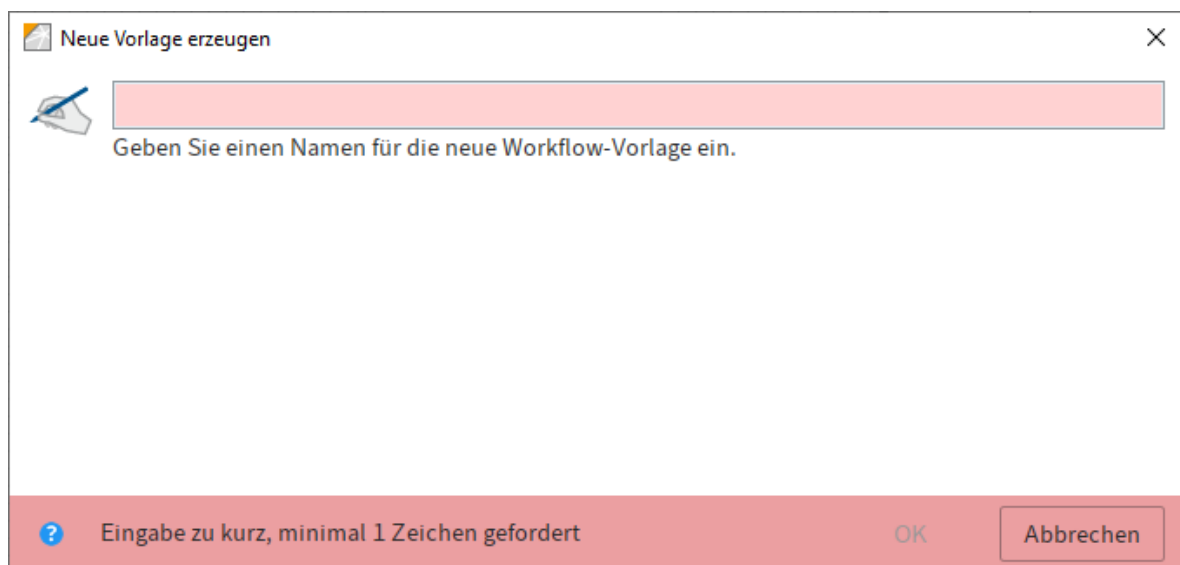 Neue Vorlage erzeugen
Geben Sie einen Namen für die neue Workflow-Vorlage ein.
? Eingabe zu kurz, minimal 1 Zeichen gefordert OK Abbrechen